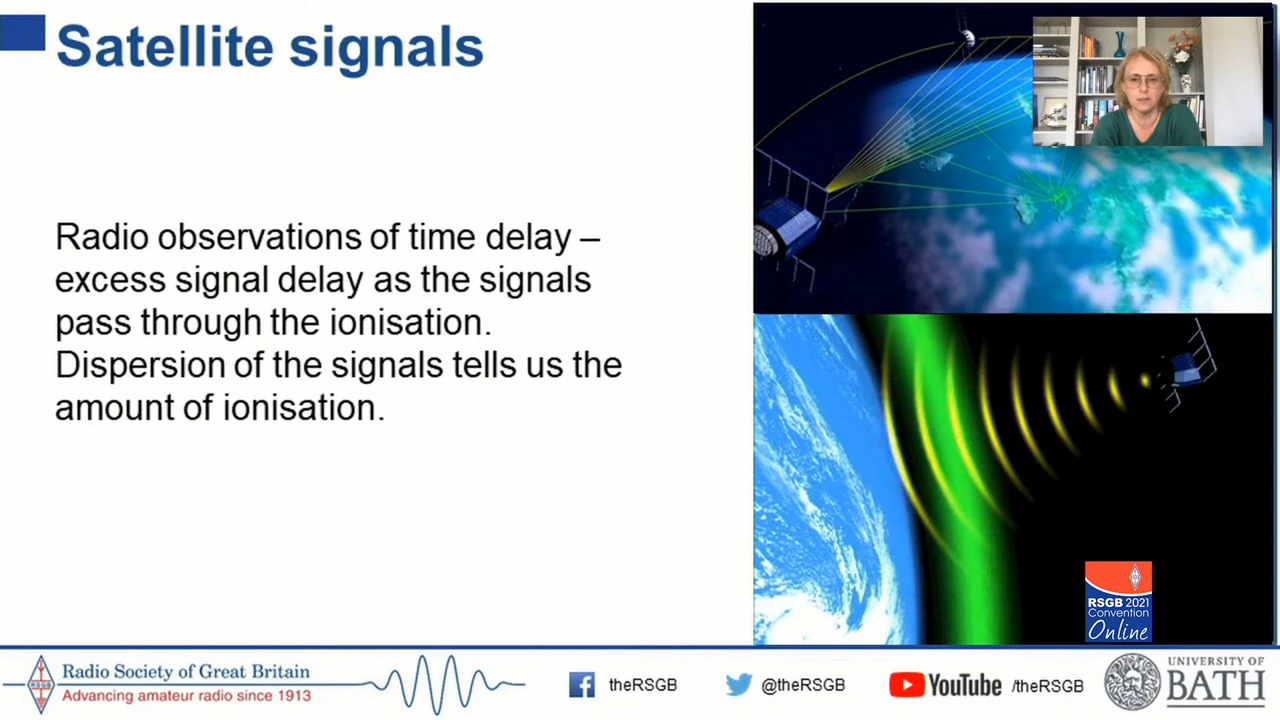 Satellite signals
Radio observations of time delay –
excess signal delay as the signals
pass through the ionisation.
Dispersion of the signals tells us the
amount of ionisation.
RSGB 2021
Convention
Online
RSGB
Radio Society of Great Britain
Advancing amateur radio since 1913
theRSGB
@theRSGB
YouTube /theRSGB
UNIVERSITY OF
BATH